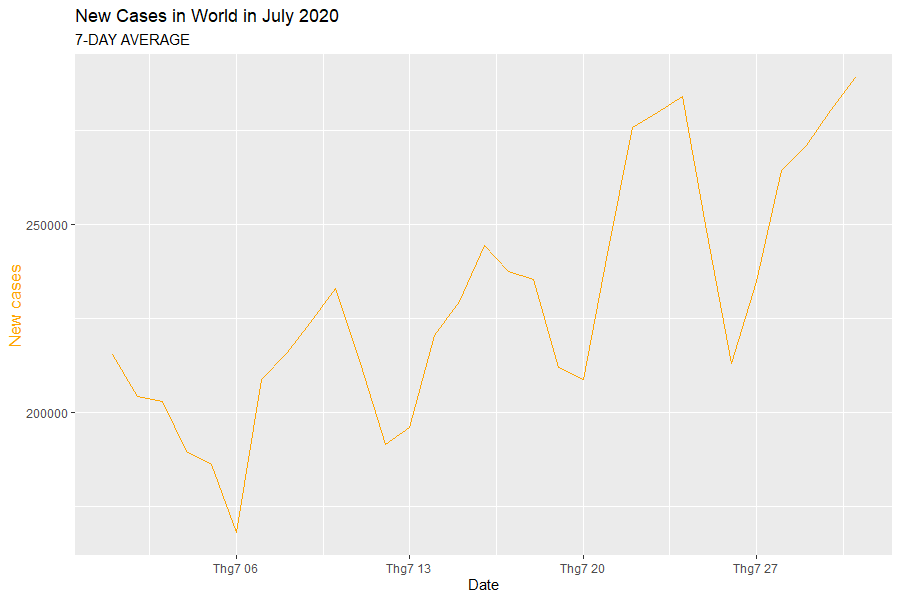 New Cases in World in July 2020
7-DAY AVERAGE
250000
200000
New cases
Thg7 06 Thg7 13 Thg7 20 Thg7 27
Date